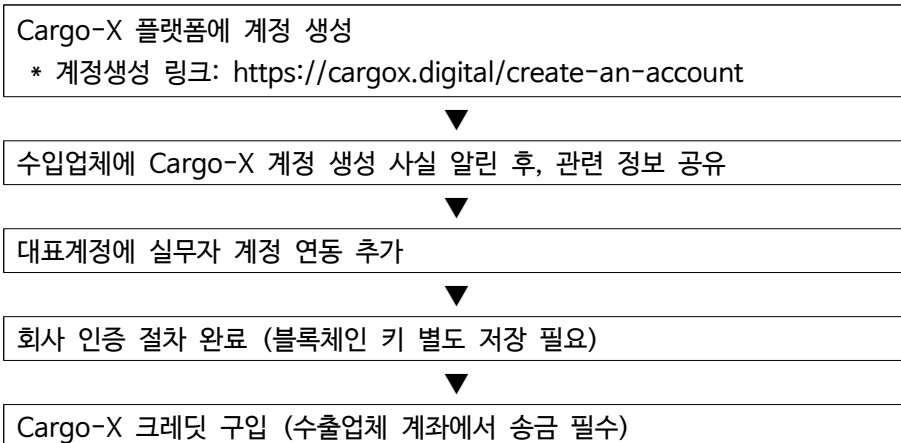 Cargo-X 플랫폼에 계정 생성
* 계정생성 링크: https://cargox.digital/create-an-account
▼
수입업체에 Cargo-X 계정 생성 사실 알린 후, 관련 정보 공유
▼
대표계정에 실무자 계정 연동 추가
▼
회사 인증 절차 완료 (블록체인 키 별도 저장 필요)
▼
Cargo-X 크레딧 구입 (수출업체 계좌에서 송금 필수)